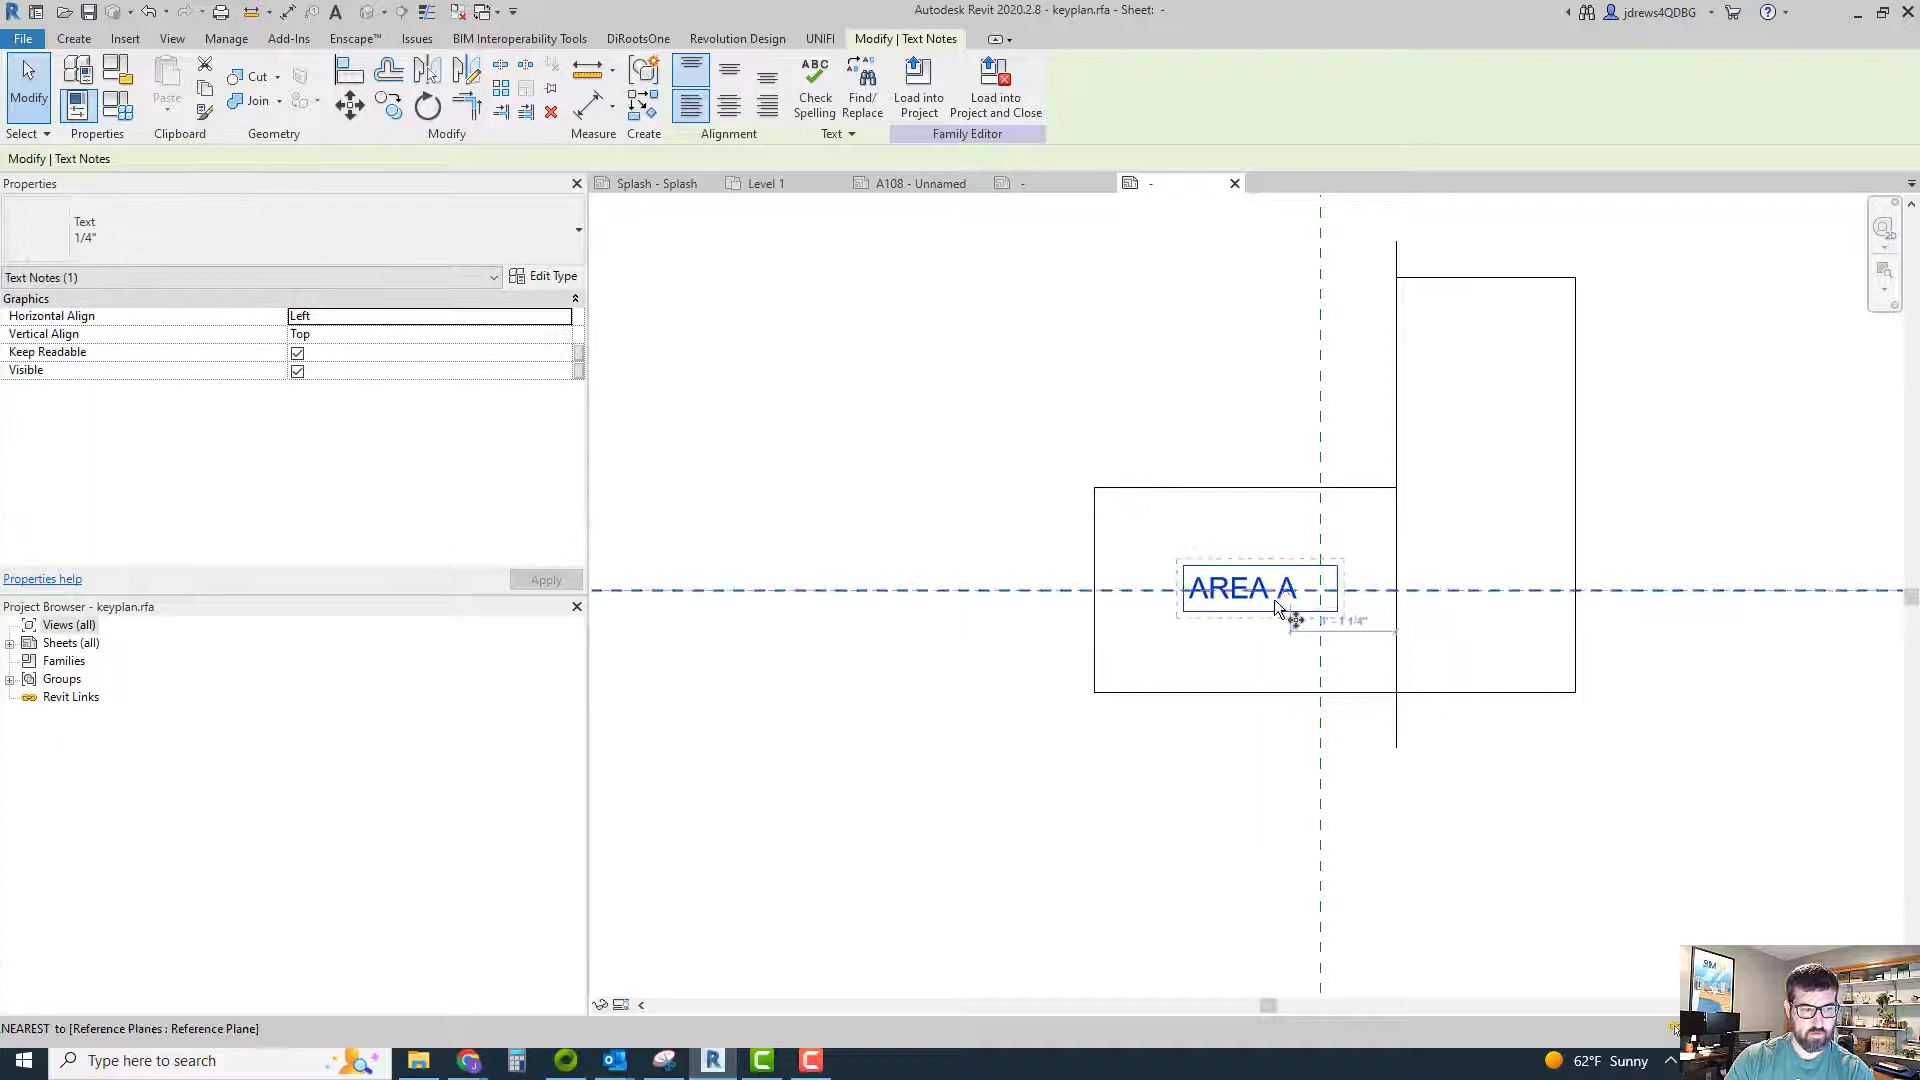 Autodesk Revit 2020.2.8 - keyplan.rfa - Sheet: -
jdrews4QDBG
File Create Insert View Manage Add-Ins Enscape™ Issues BIM Interoperability Tools DiRootsOne Revolution Design UNIFI Modify | Text Notes
Modify
Paste
Cut
Join
ABC
Check Spelling
Find/ Replace
Load into Project
Load into Project and Close
Select Properties Clipboard Geometry Modify Measure Create Alignment Text Family Editor
Modify | Text Notes
Properties
Splash - Splash
Level 1
A108 - Unnamed
-
-
Text
1/4"
Text Notes (1)
Edit Type
Graphics
Horizontal Align Left
Vertical Align Top
Keep Readable
Visible
2D
AREA A
Properties help
Apply
Project Browser - keyplan.rfa
Views (all)
Sheets (all)
Families
Groups
Revit Links
NEAREST to [Reference Planes : Reference Plane]
Type here to search
62°F Sunny